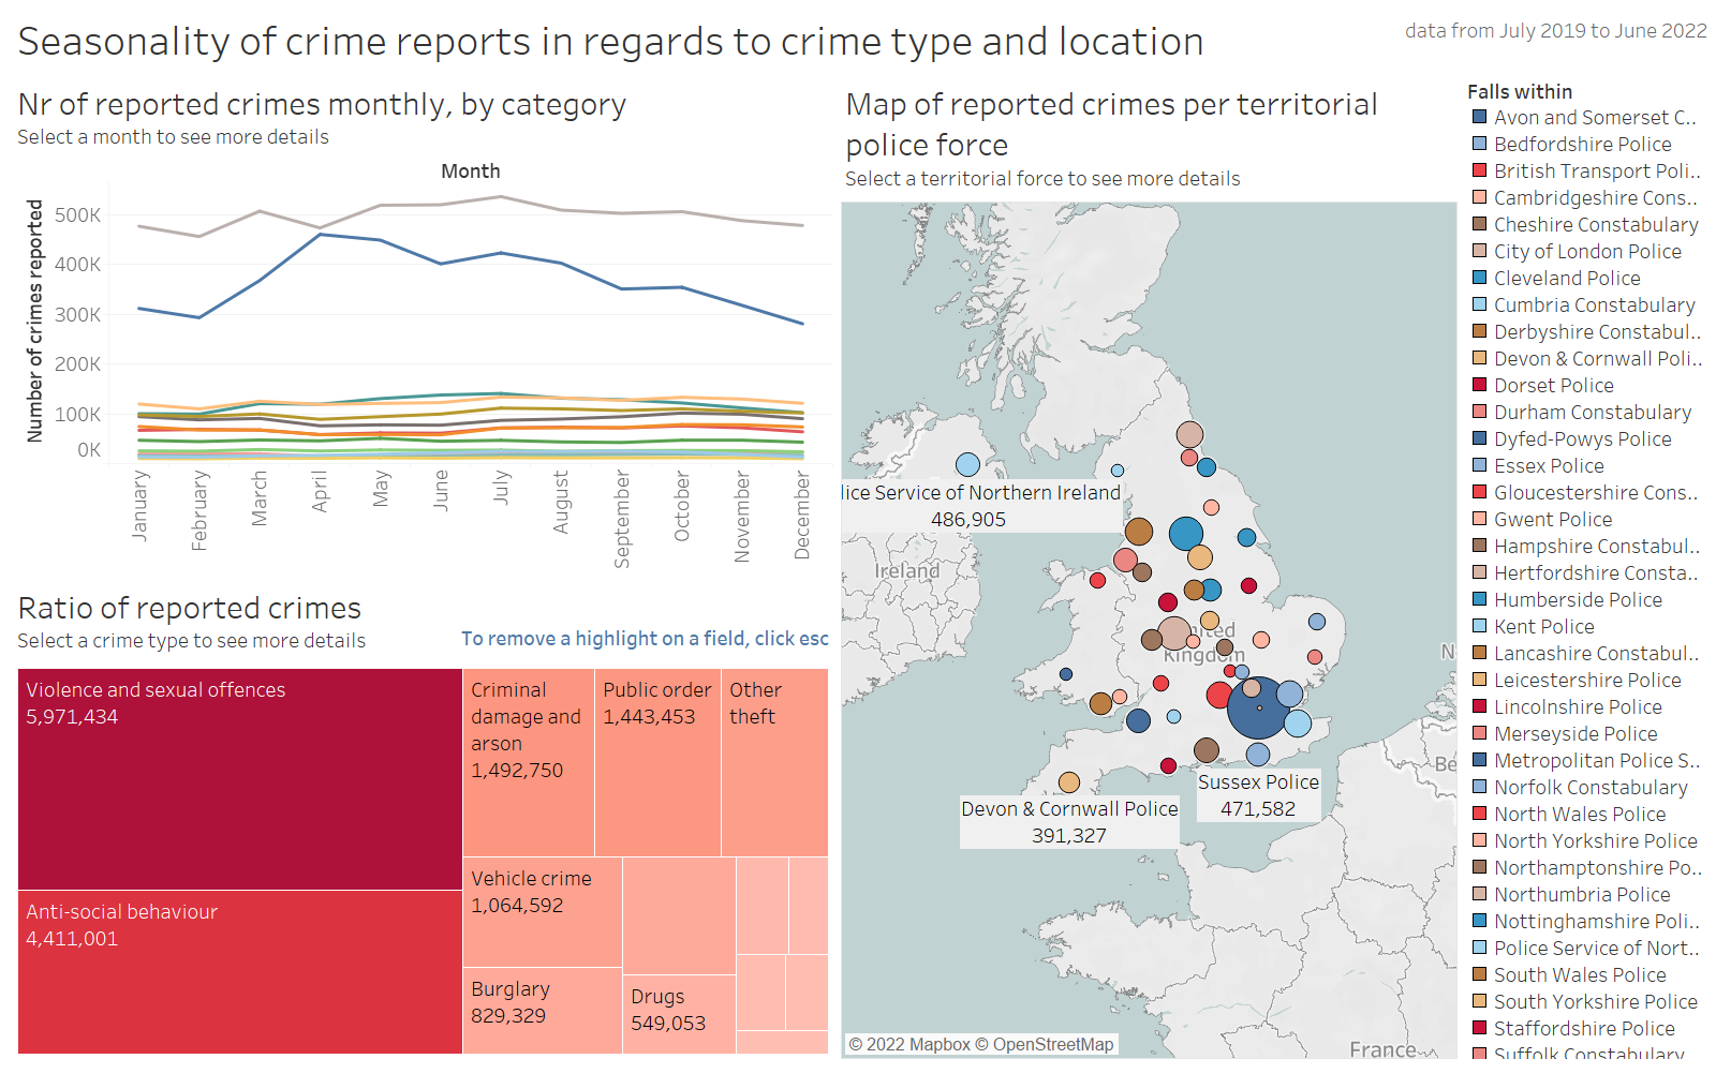 Seasonality of crime reports in regards to crime type and location
data from July 2019 to June 2022
Nr of reported crimes monthly, by category
Select a month to see more details
Month
Number of crimes reported
500K
400K
300K
200K
100K
0K
January
February
March
April
May
June
July
August
September
October
November
December
Ratio of reported crimes
Select a crime type to see more details
To remove a highlight on a field, click esc
Violence and sexual offences
5,971,434
Anti-social behaviour
4,411,001
Criminal
damage and
arson
1,492,750
Public order
1,443,453
Other
theft
Vehicle crime
1,064,592
Burglary
829,329
Drugs
549,053
Map of reported crimes per territorial
police force
Select a territorial force to see more details
lice Service of Northern Ireland
486,905
Ireland
United
Kingdom
N
Be
Sussex Police
471,582
Devon & Cornwall Police
391,327
France
© 2022 Mapbox © OpenStreetMap
Falls within
Avon and Somerset C..
Bedfordshire Police
British Transport Poli..
Cambridgeshire Cons..
Cheshire Constabulary
City of London Police
Cleveland Police
Cumbria Constabulary
Derbyshire Constabul..
Devon & Cornwall Poli..
Dorset Police
Durham Constabulary
Dyfed-Powys Police
Essex Police
Gloucestershire Cons..
Gwent Police
Hampshire Constabul..
Hertfordshire Consta..
Humberside Police
Kent Police
Lancashire Constabul..
Leicestershire Police
Lincolnshire Police
Merseyside Police
Metropolitan Police S..
Norfolk Constabulary
North Wales Police
North Yorkshire Police
Northamptonshire Po..
Northumbria Police
Nottinghamshire Poli..
Police Service of Nort..
South Wales Police
South Yorkshire Police
Staffordshire Police
Suffolk Constabulary